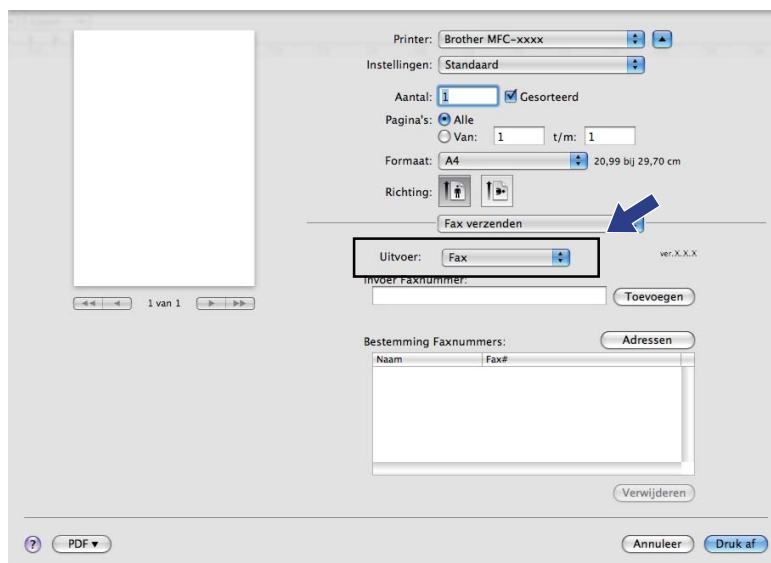 Printer: Brother MFC-xxxx
Instellingen: Standaard
Aantal: 1 Gesorteerd
Pagina's: Alle
Van: 1 t/m: 1
Formaat: A4 20,99 bij 29,70 cm
Richting:
Fax verzenden
Uitvoer: Fax
ver.X.X.X
Invoer Faxnummer:
Toevoegen
1 van 1
Bestemming Faxnummers: Adressen
Naam Fax#
Verwijderen
? PDF Annuleer Druk af